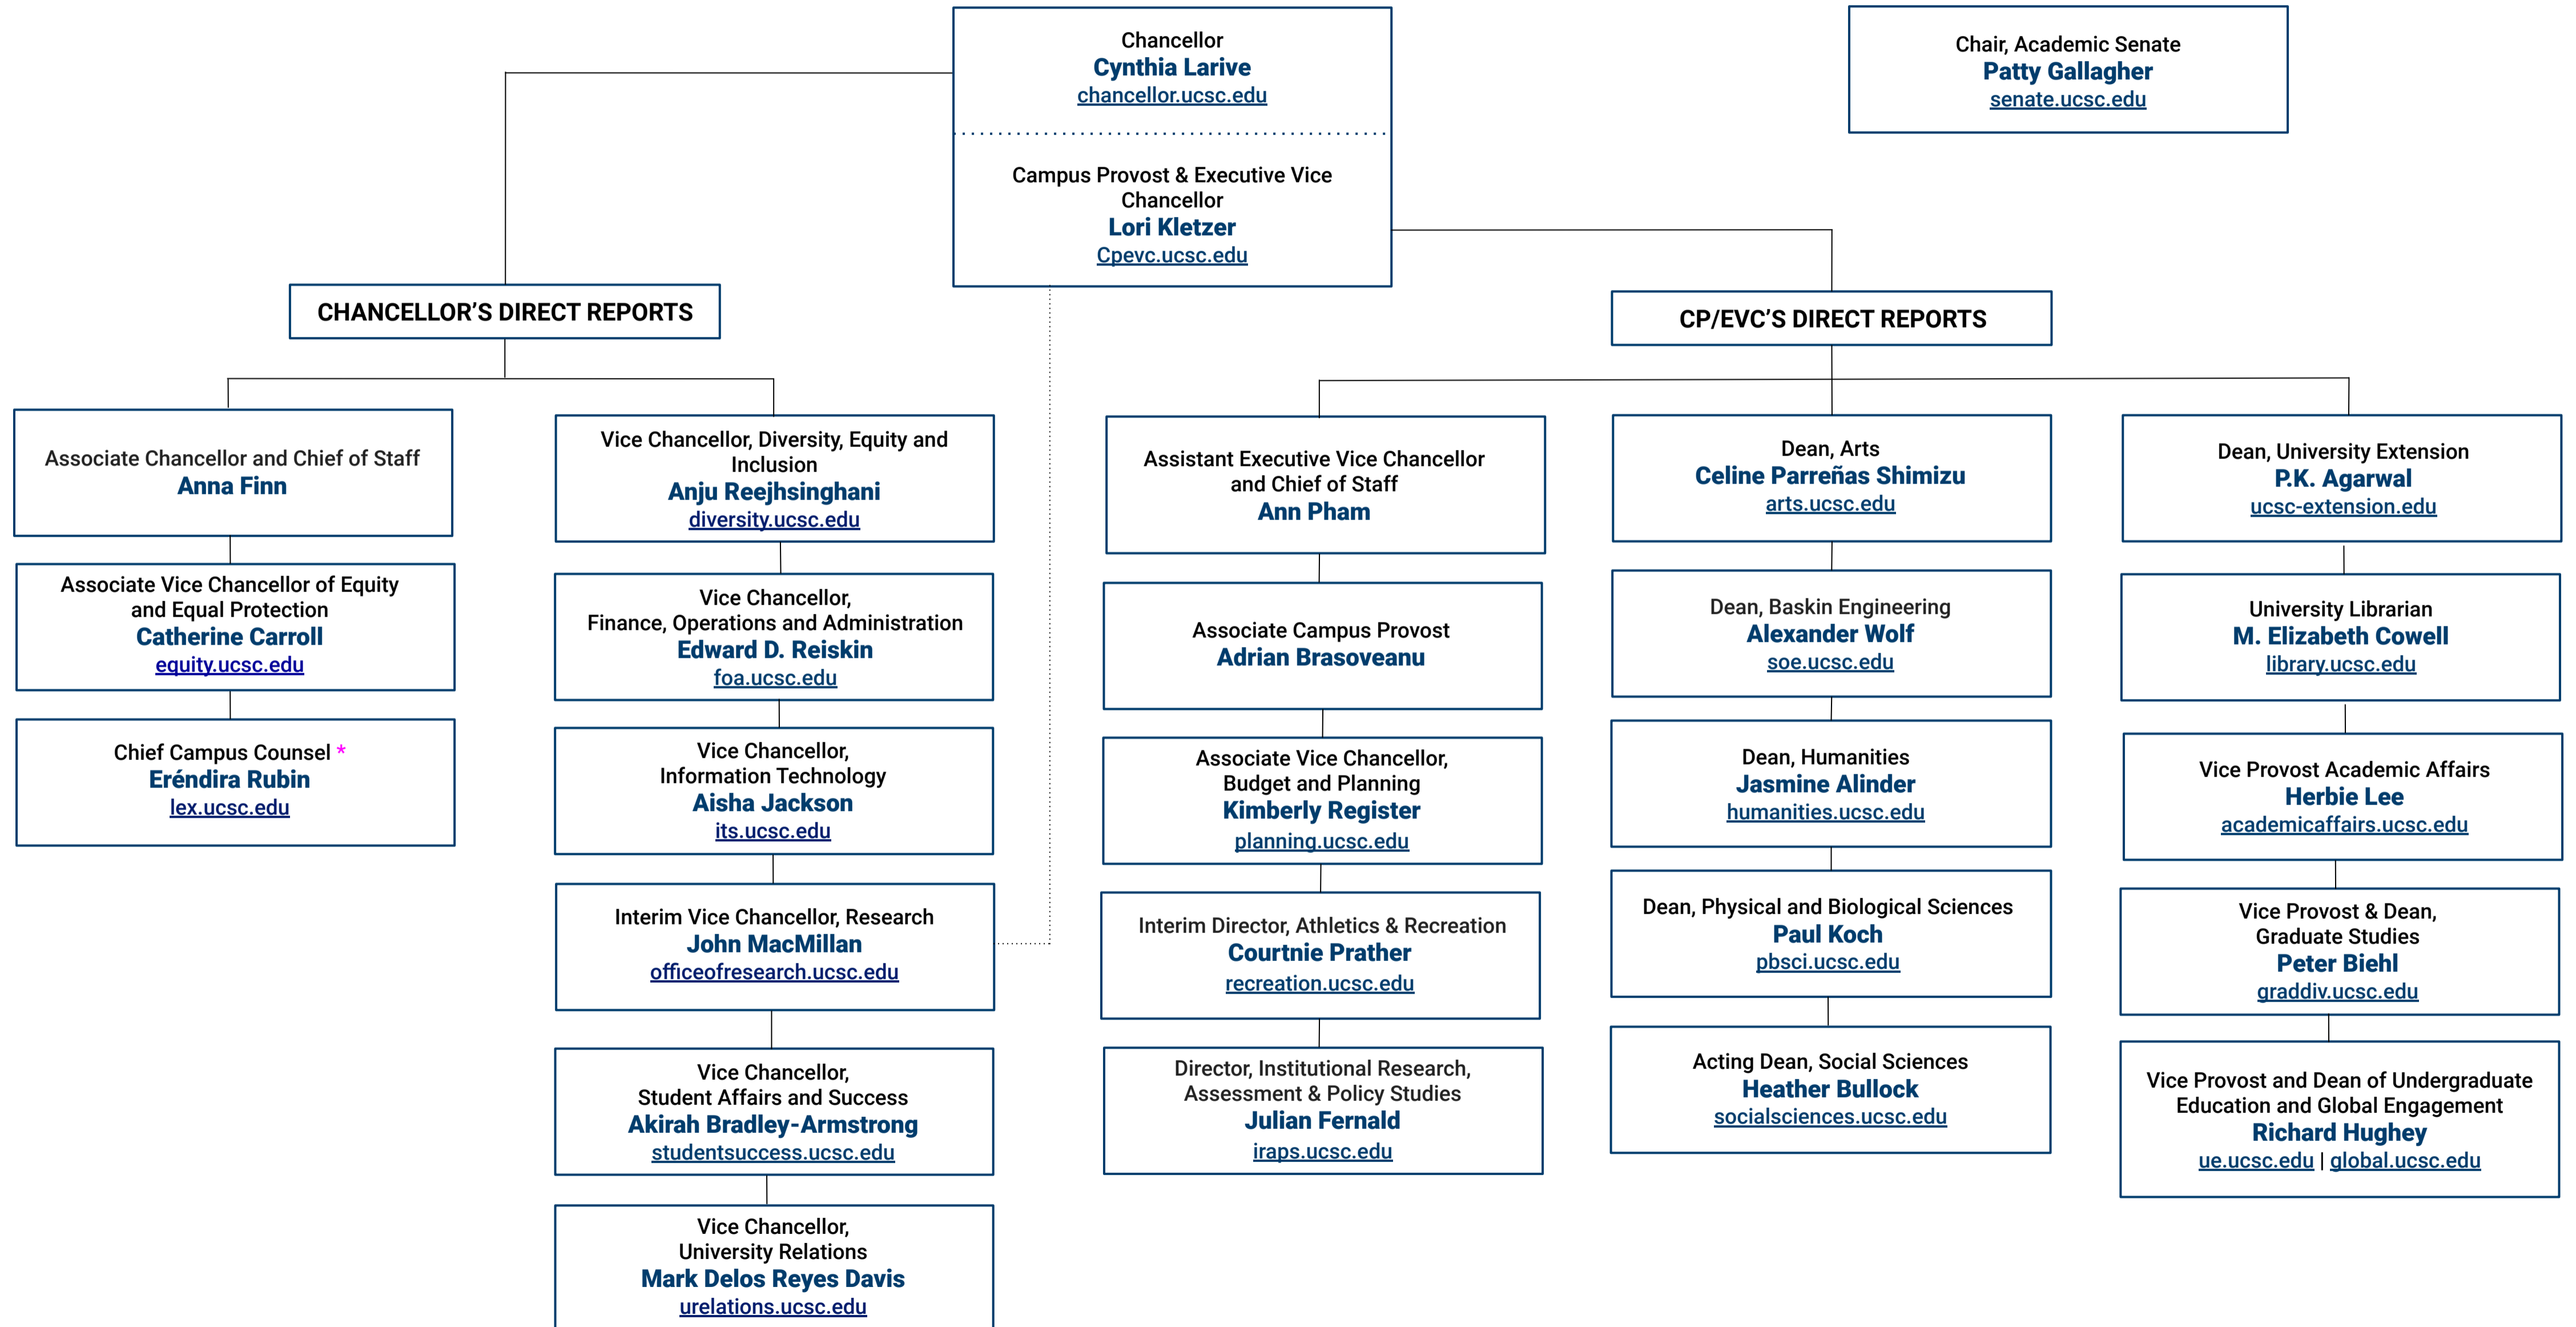 Chancellor
Cynthia Larive
chancellor.ucsc.edu
Campus Provost & Executive Vice
Chancellor
Lori Kletzer
Cpevc.ucsc.edu
Chair, Academic Senate
Patty Gallagher
senate.ucsc.edu
CHANCELLOR’S DIRECT REPORTS
Associate Chancellor and Chief of Staff
Anna Finn
Associate Vice Chancellor of Equity
and Equal Protection
Catherine Carroll
equity.ucsc.edu
Chief Campus Counsel *
Eréndira Rubin
lex.ucsc.edu
Vice Chancellor, Diversity, Equity and
Inclusion
Anju Reejhsinghani
diversity.ucsc.edu
Vice Chancellor,
Finance, Operations and Administration
Edward D. Reiskin
foa.ucsc.edu
Vice Chancellor,
Information Technology
Aisha Jackson
its.ucsc.edu
Interim Vice Chancellor, Research
John MacMillan
officeofresearch.ucsc.edu
Vice Chancellor,
Student Affairs and Success
Akirah Bradley-Armstrong
studentsuccess.ucsc.edu
Vice Chancellor,
University Relations
Mark Delos Reyes Davis
urelations.ucsc.edu
CP/EVC’S DIRECT REPORTS
Assistant Executive Vice Chancellor
and Chief of Staff
Ann Pham
Associate Campus Provost
Adrian Brasoveanu
Associate Vice Chancellor,
Budget and Planning
Kimberly Register
planning.ucsc.edu
Interim Director, Athletics & Recreation
Courtnie Prather
recreation.ucsc.edu
Director, Institutional Research,
Assessment & Policy Studies
Julian Fernald
iraps.ucsc.edu
Dean, Arts
Celine Parreñas Shimizu
arts.ucsc.edu
Dean, Baskin Engineering
Alexander Wolf
soe.ucsc.edu
Dean, Humanities
Jasmine Alinder
humanities.ucsc.edu
Dean, Physical and Biological Sciences
Paul Koch
pbsci.ucsc.edu
Acting Dean, Social Sciences
Heather Bullock
socialsciences.ucsc.edu
Dean, University Extension
P.K. Agarwal
ucsc-extension.edu
University Librarian
M. Elizabeth Cowell
library.ucsc.edu
Vice Provost Academic Affairs
Herbie Lee
academicaffairs.ucsc.edu
Vice Provost & Dean,
Graduate Studies
Peter Biehl
graddiv.ucsc.edu
Vice Provost and Dean of Undergraduate
Education and Global Engagement
Richard Hughey
ue.ucsc.edu | global.ucsc.edu